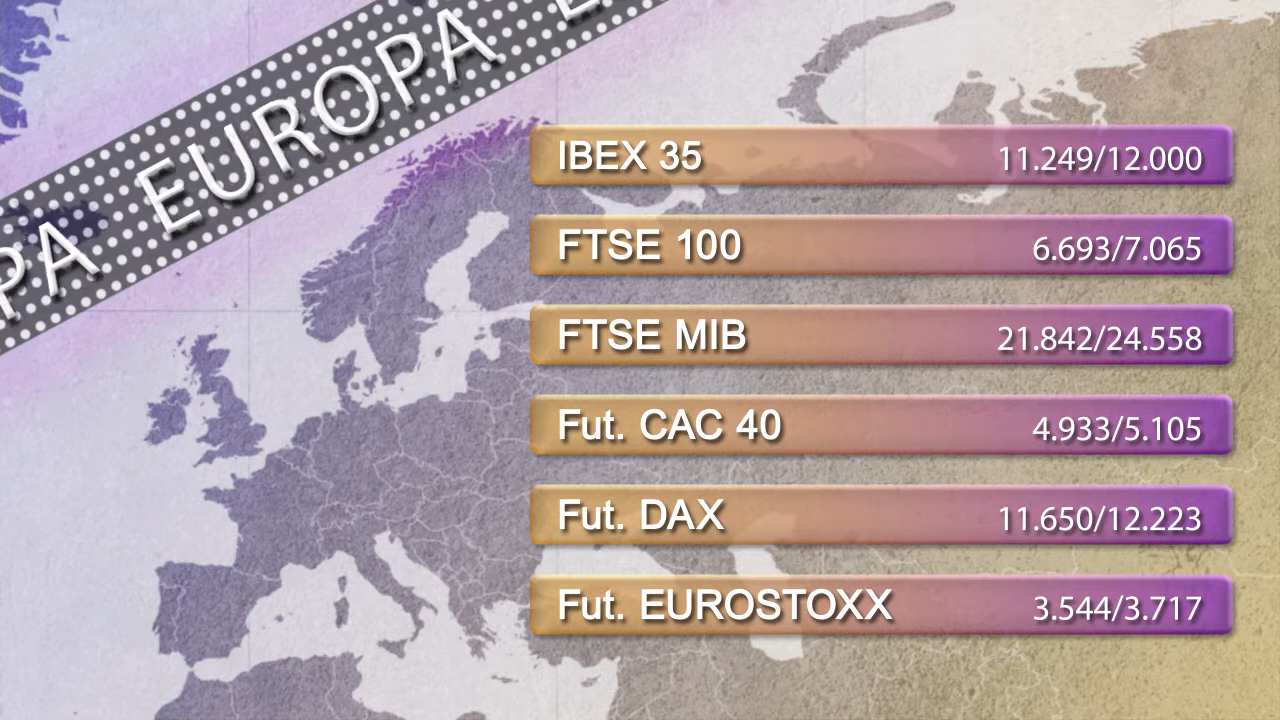 PA EUROPA E
IBEX 35 11.249/12.000
FTSE 100 6.693/7.065
FTSE MIB 21.842/24.558
Fut. CAC 40 4.933/5.105
Fut. DAX 11.650/12.223
Fut. EUROSTOXX 3.544/3.717